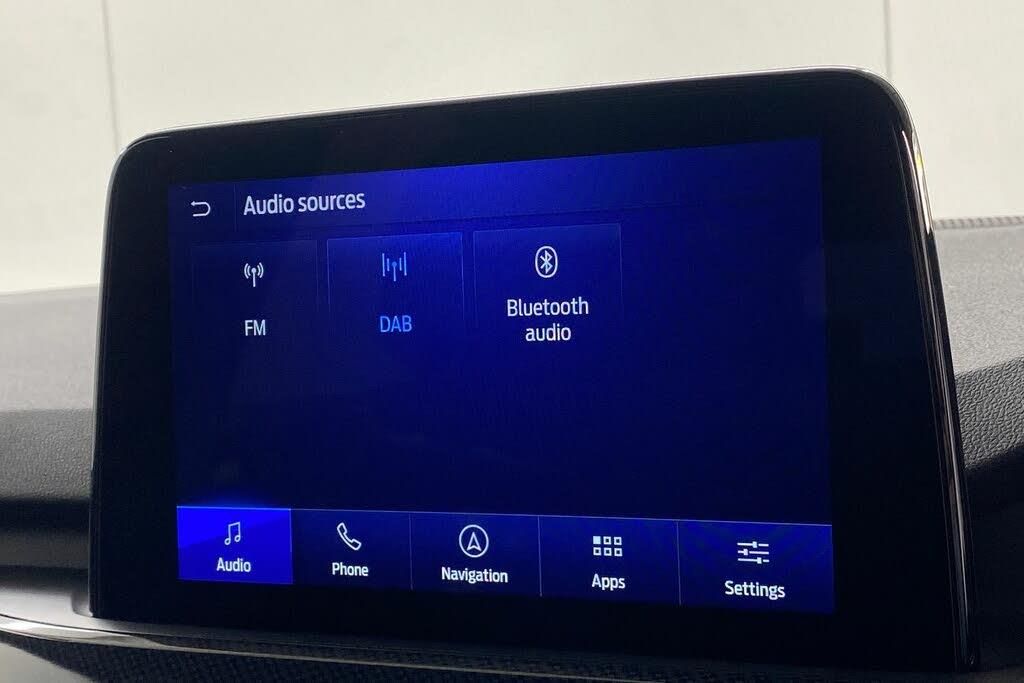 Audio sources
FM
DAB
Bluetooth
audio
Audio
Phone
Navigation
Apps
Settings